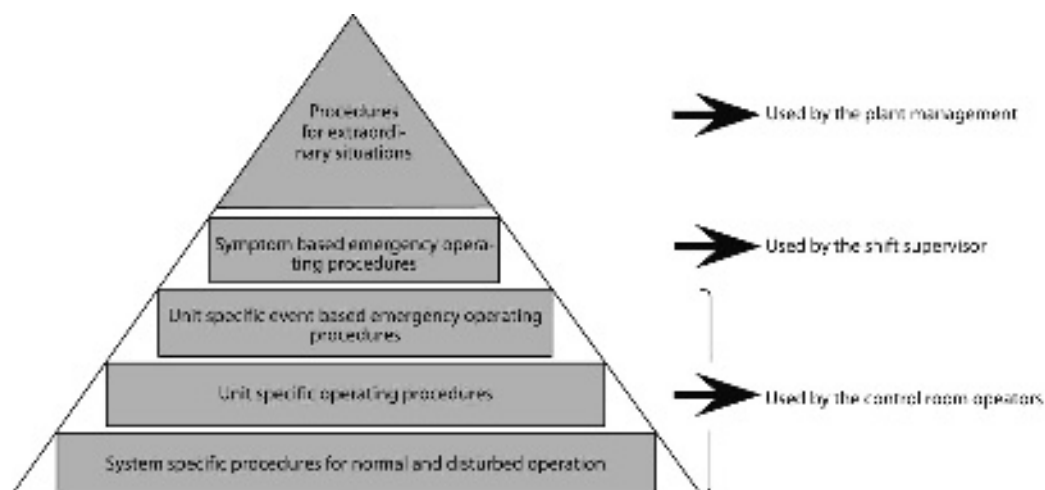 Procedures
for extraordi-
nary situations
Used by the plant management
Symptom based emergency opera-
ting procedures
Used by the shift supervisor
Unit specific event based emergency operating
procedures
Unit specific operating procedures
Used by the control room opeators
System specific procedures for normal and disturbed operation